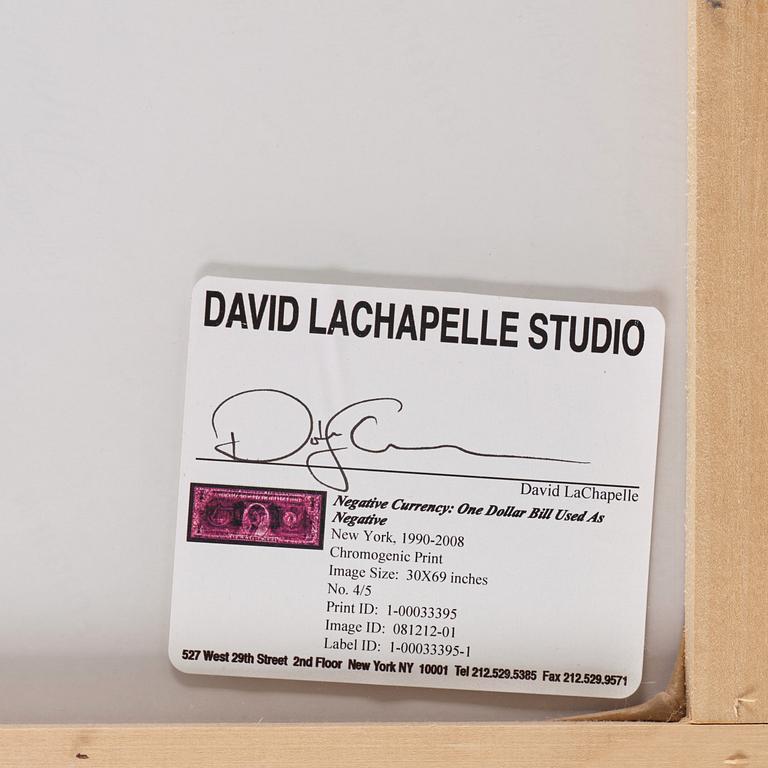 DAVID LACHAPELLE STUDIO
David LaChapelle
Negative Currency: One Dollar Bill Used As
Negative
New York, 1990-2008
Chromogenic Print
Image Size: 30X69 inches
No. 4/5
Print ID: 1-00033395
Image ID: 081212-01
Label ID: 1-00033395-1
527 West 29th Street 2nd Floor New York NY 10001 Tel 212.529.5385 Fax 212.529.9571